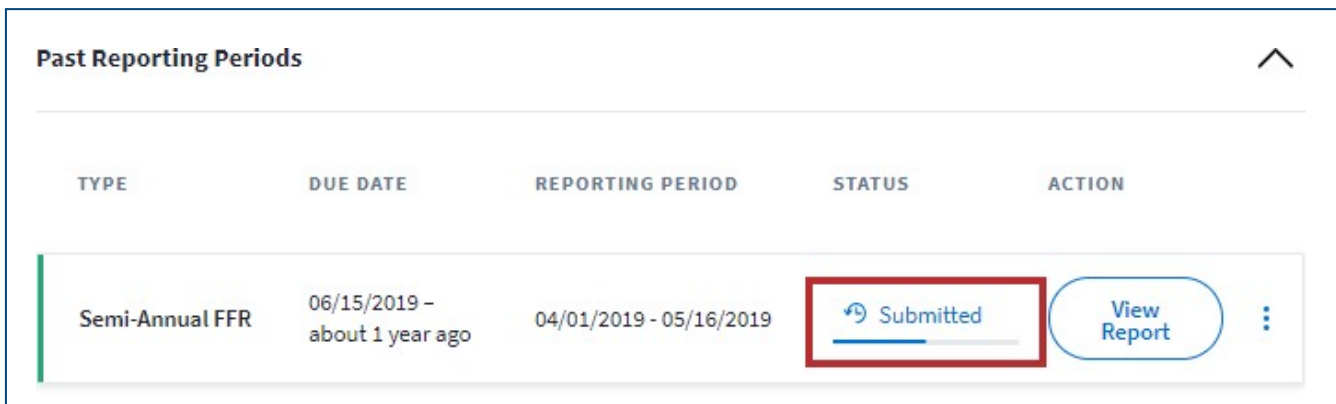 Past Reporting Periods
TYPE DUE DATE REPORTING PERIOD STATUS ACTION
Semi-Annual FFR 06/15/2019 – about 1 year ago 04/01/2019 - 05/16/2019 Submitted View Report